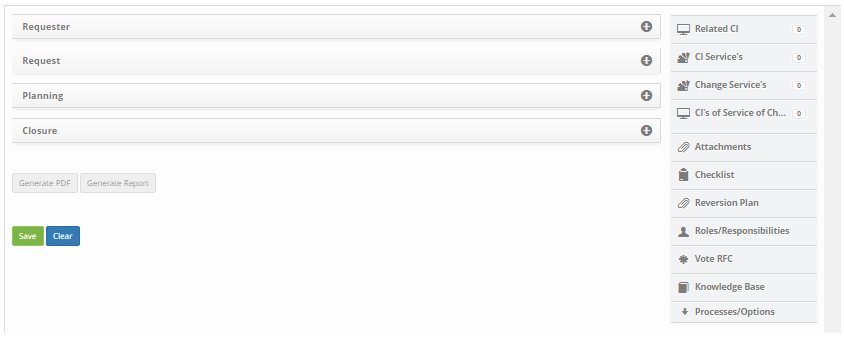 Requester
Request
Planning
Closure
Generate PDF Generate Report
Save Clear
Related CI 0
CI Service's 0
Change Service's 0
CI's of Service of Ch... 0
Attachments
Checklist
Reversion Plan
Roles/Responsibilities
Vote RFC
Knowledge Base
Processes/Options